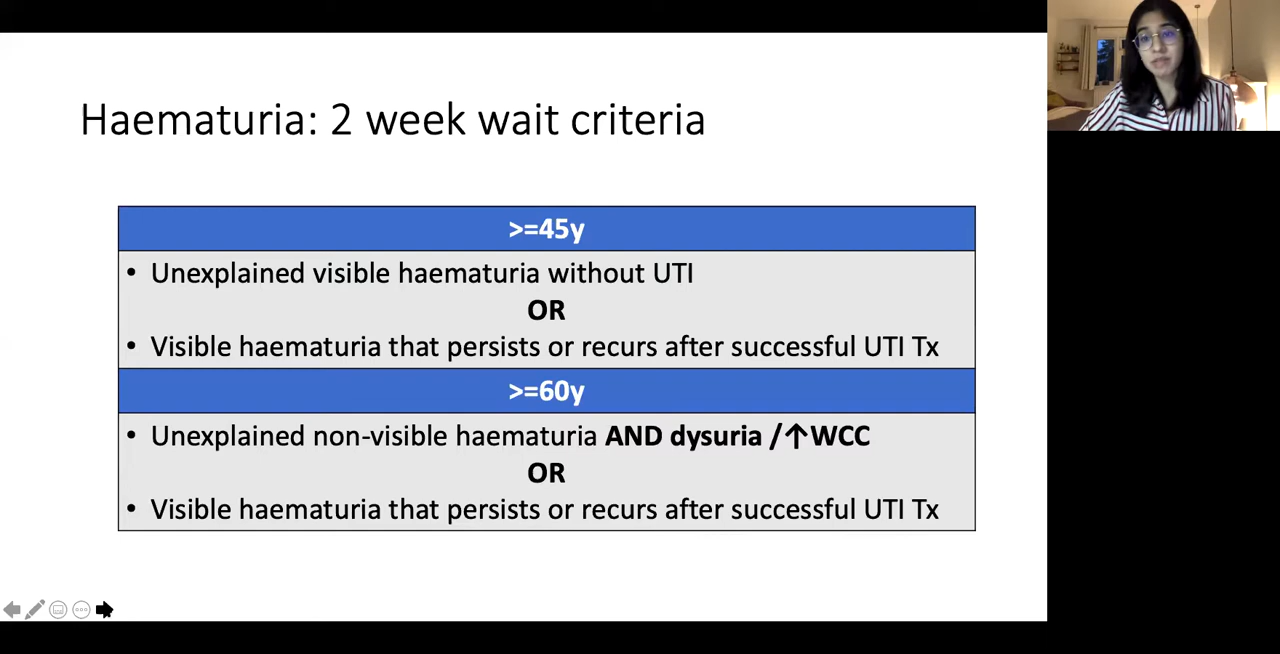 Haematuria: 2 week wait criteria
>=45y
• Unexplained visible haematuria without UTI
OR
• Visible haematuria that persists or recurs after successful UTI Tx
>=60y
• Unexplained non-visible haematuria AND dysuria /↑WCC
OR
• Visible haematuria that persists or recurs after successful UTI Tx